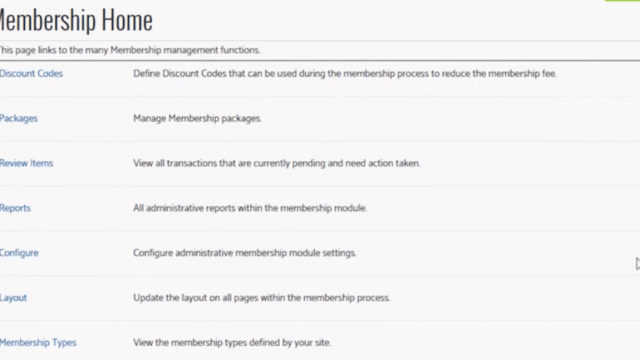 Membership Home
This page links to the many Membership management functions.
Discount Codes Define Discount Codes that can be used during the membership process to reduce the membership fee.
Packages Manage Membership packages.
Review Items View all transactions that are currently pending and need action taken.
Reports All administrative reports within the membership module.
Configure Configure administrative membership module settings.
Layout Update the layout on all pages within the membership process.
Membership Types View the membership types defined by your site.